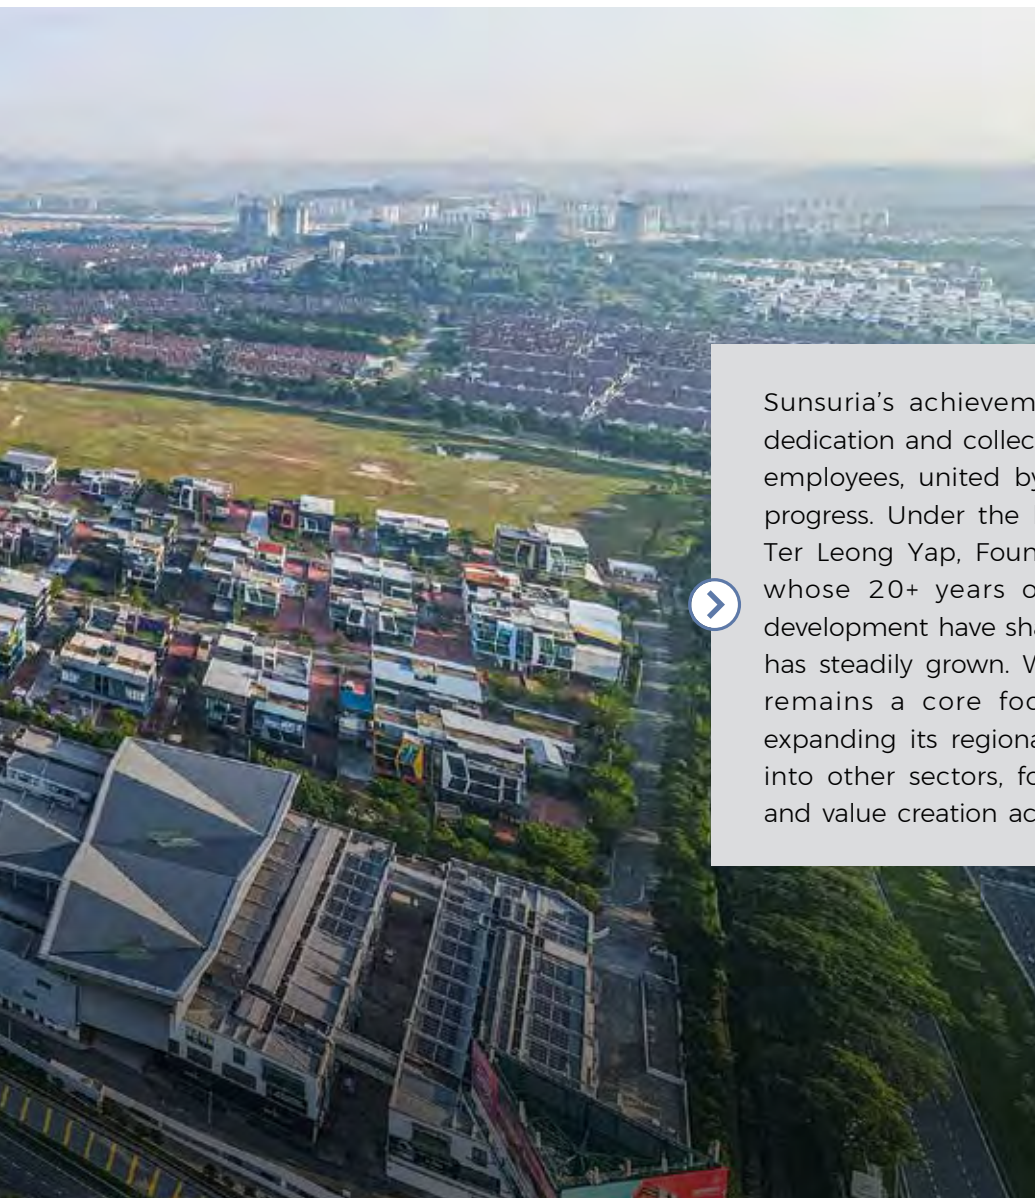 Sunsuria’s achievem
dedication and collec
employees, united by
progress. Under the
Ter Leong Yap, Foun
whose 20+ years o
development have sha
has steadily grown. W
remains a core foc
expanding its regiona
into other sectors, fo
and value creation ac